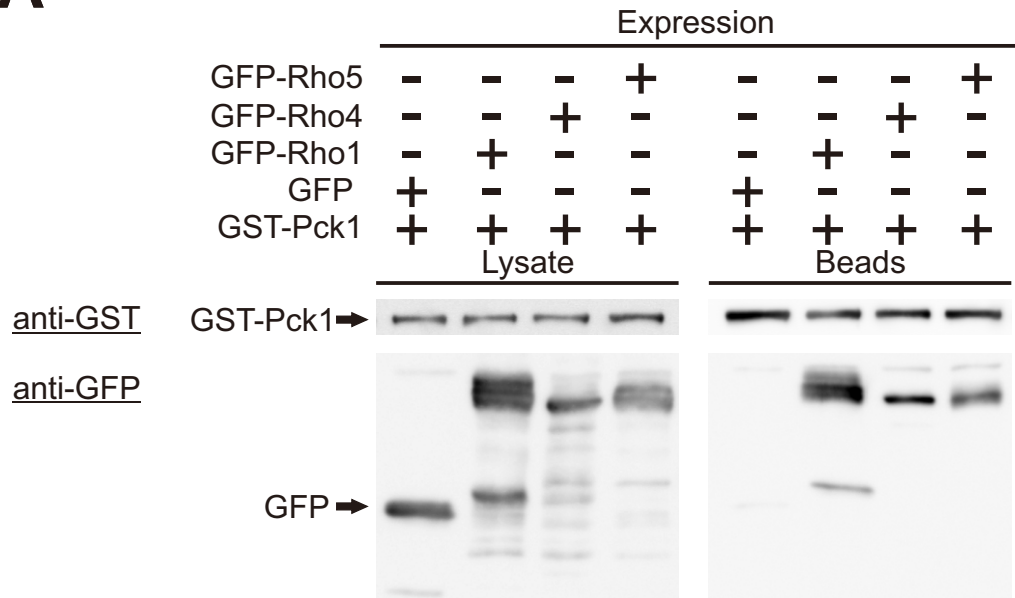 A
Expression
GFP-Rho5 - - - + - - - +
GFP-Rho4 - - + - - - + -
GFP-Rho1 - + - - - + - -
GFP + - - - + - - -
GST-Pck1 + + + + + + + +
Lysate Beads
anti-GST GST-Pck1
anti-GFP
GFP